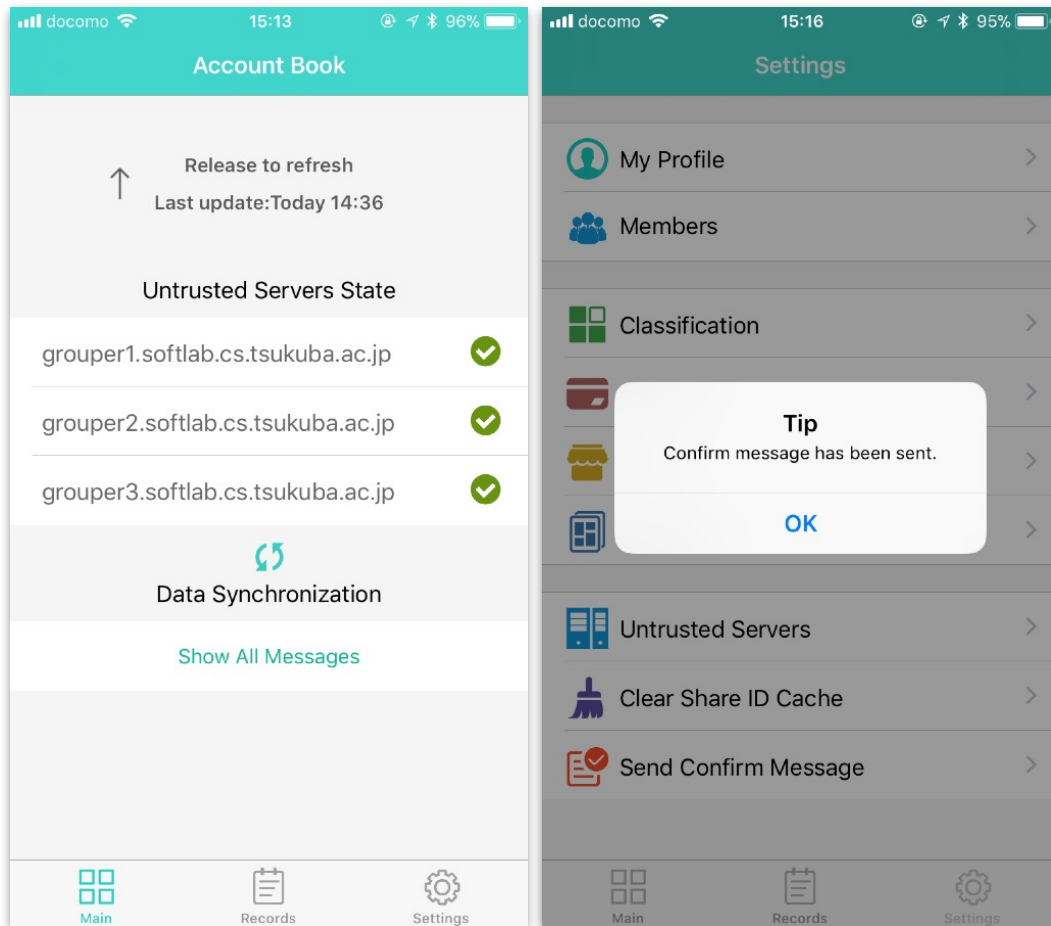 docomo 15:13 96%
Account Book
Release to refresh
Last update:Today 14:36
Untrusted Servers State
grouper1.softlab.cs.tsukuba.ac.jp
grouper2.softlab.cs.tsukuba.ac.jp
grouper3.softlab.cs.tsukuba.ac.jp
Data Synchronization
Show All Messages
Main Records Settings
docomo 15:16 95%
Settings
My Profile
Members
Classification
Tip
Confirm message has been sent.
OK
Untrusted Servers
Clear Share ID Cache
Send Confirm Message
Main Records Settings